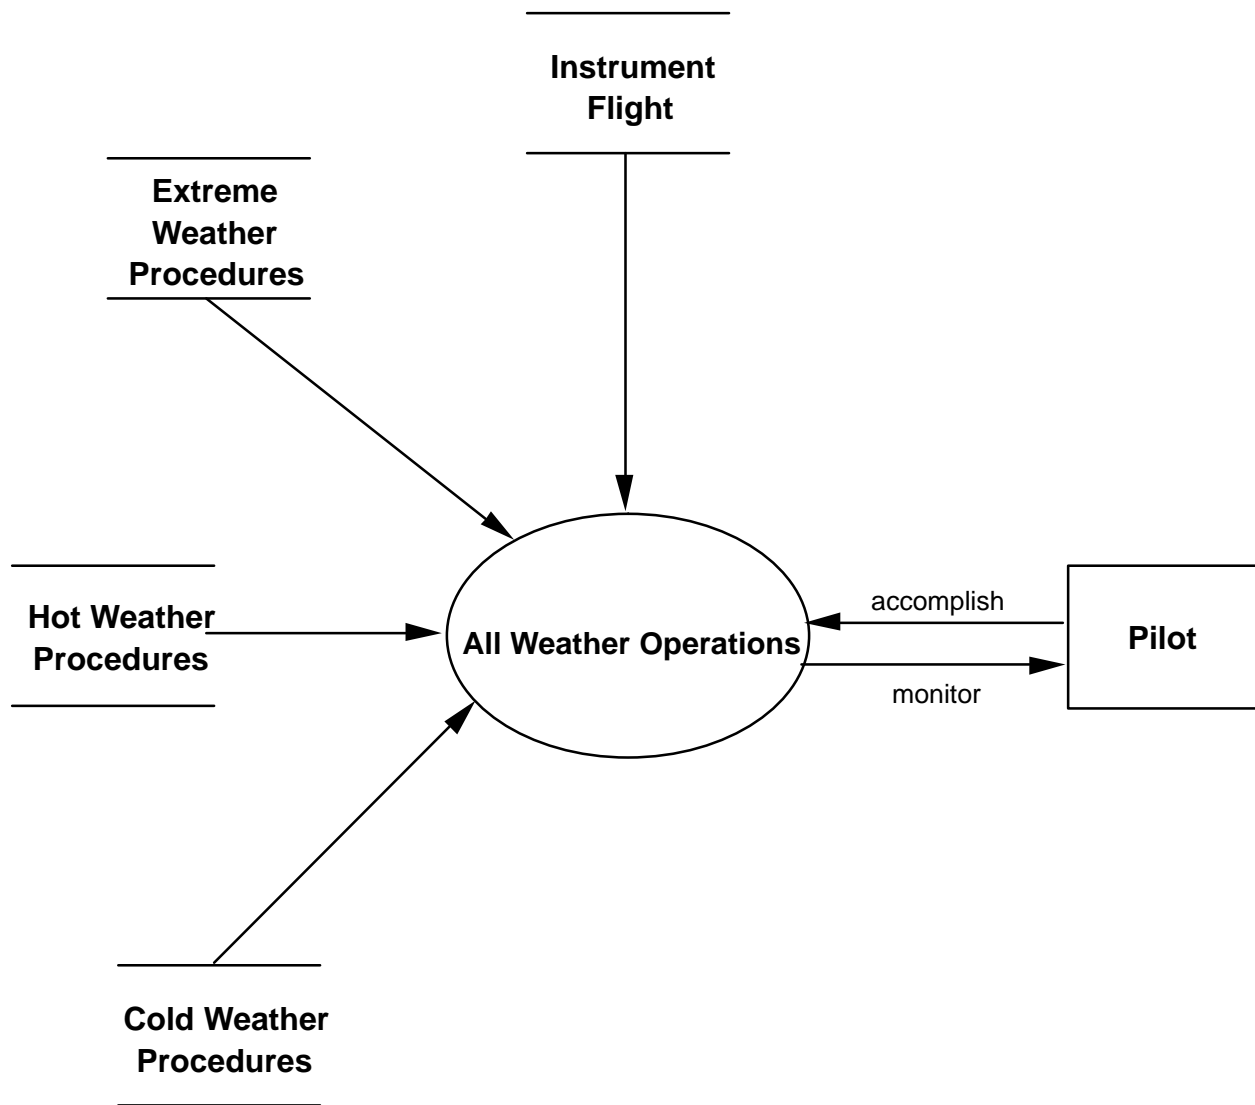 Instrument
Flight
Extreme
Weather
Procedures
Hot Weather
Procedures
All Weather Operations
accomplish
monitor
Pilot
Cold Weather
Procedures